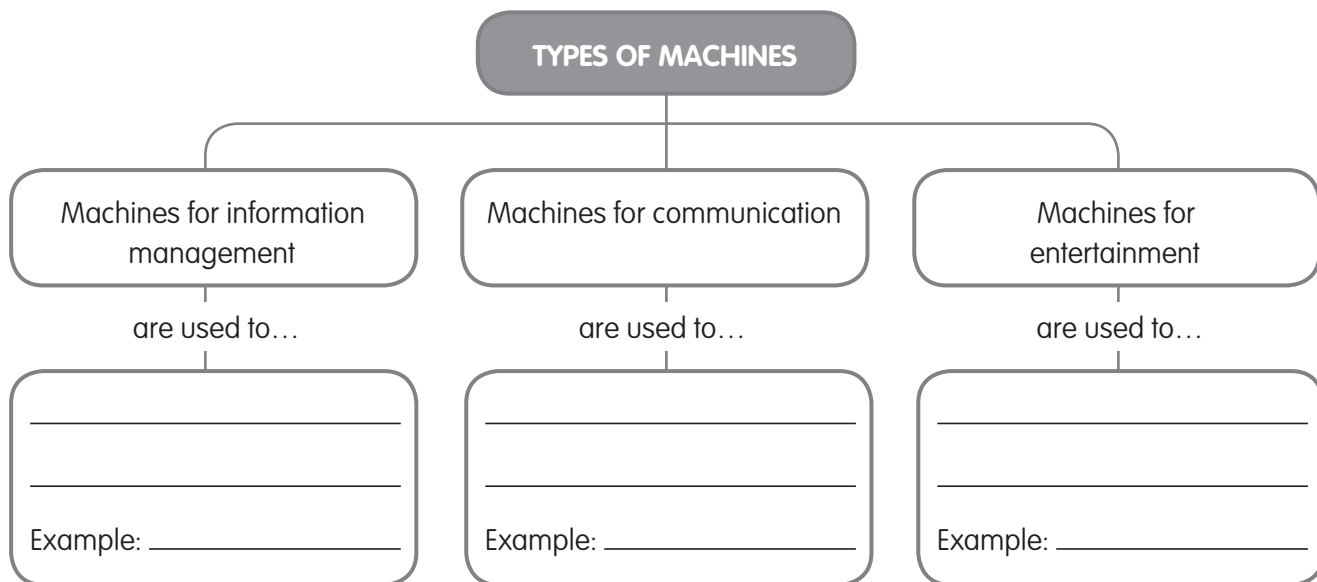 TYPES OF MACHINES
Machines for information
management
Machines for communication
Machines for
entertainment
are used to…
are used to…
are used to…
Example:
Example:
Example: